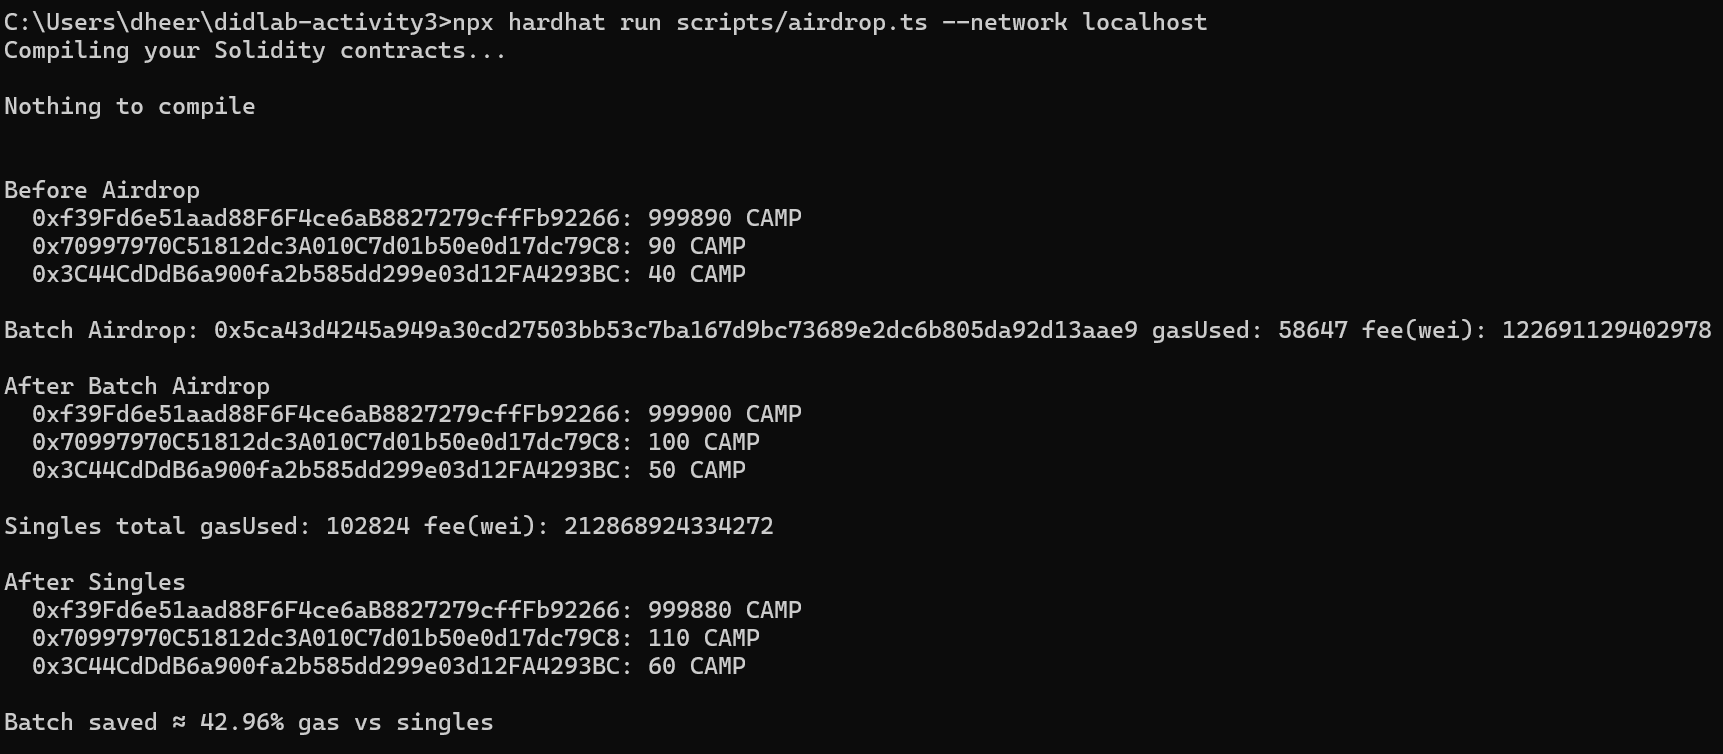 C:\Users\dheer\didlab-activity3>npx hardhat run scripts/airdrop.ts --network localhost
Compiling your Solidity contracts...
Nothing to compile
Before Airdrop
0xf39Fd6e51aad88F6F4ce6aB8827279cffFb92266: 999890 CAMP
0x70997970C51812dc3A010C7d01b50e0d17dc79C8: 90 CAMP
0x3C44CdDdB6a900fa2b585dd299e03d12FA4293BC: 40 CAMP
Batch Airdrop: 0x5ca43d4245a949a30cd27503bb53c7ba167d9bc73689e2dc6b805da92d13aae9 gasUsed: 58647 fee(wei): 122691129402978
After Batch Airdrop
0xf39Fd6e51aad88F6F4ce6aB8827279cffFb92266: 999900 CAMP
0x70997970C51812dc3A010C7d01b50e0d17dc79C8: 100 CAMP
0x3C44CdDdB6a900fa2b585dd299e03d12FA4293BC: 50 CAMP
Singles total gasUsed: 102824 fee(wei): 212868924334272
After Singles
0xf39Fd6e51aad88F6F4ce6aB8827279cffFb92266: 999880 CAMP
0x70997970C51812dc3A010C7d01b50e0d17dc79C8: 110 CAMP
0x3C44CdDdB6a900fa2b585dd299e03d12FA4293BC: 60 CAMP
Batch saved ≈ 42.96% gas vs singles